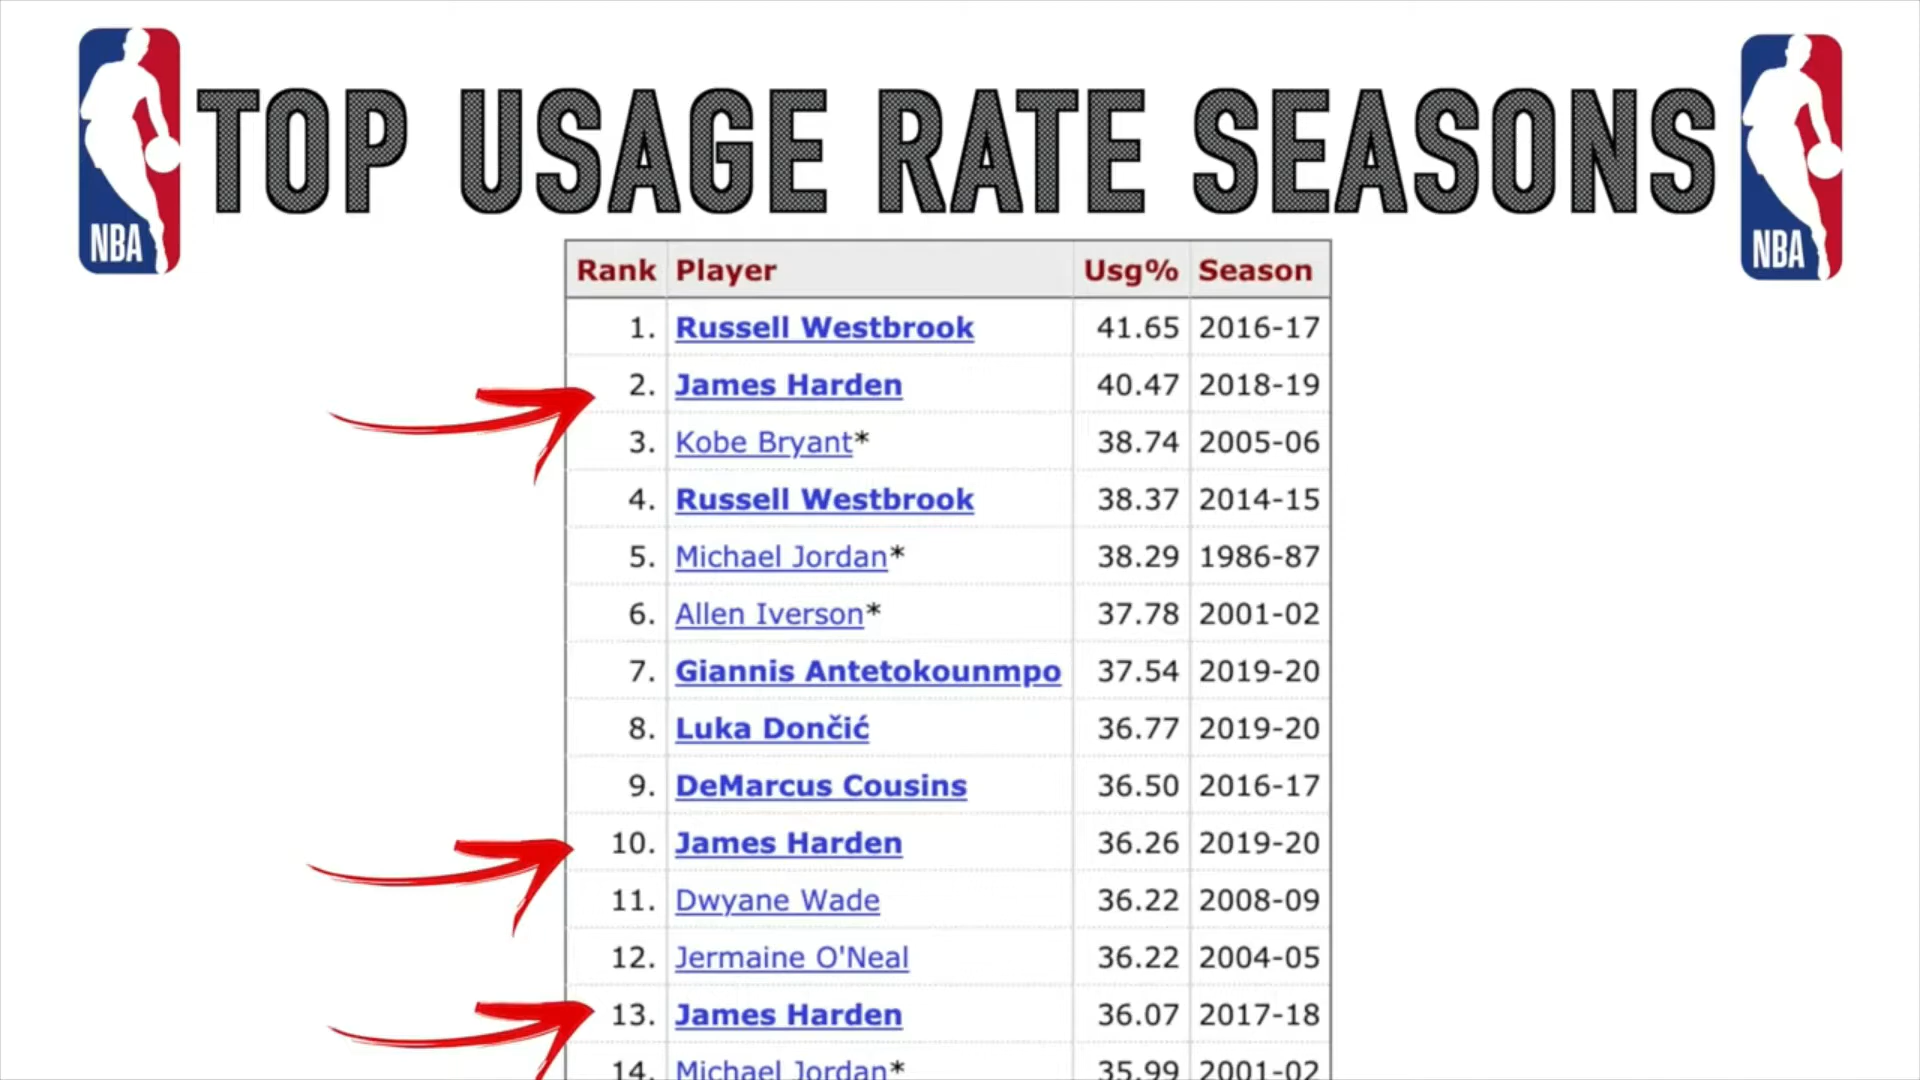 TOP USAGE RATE SEASONS
NBA
NBA
Rank Player Usg% Season
1. Russell Westbrook 41.65 2016-17
2. James Harden 40.47 2018-19
3. Kobe Bryant* 38.74 2005-06
4. Russell Westbrook 38.37 2014-15
5. Michael Jordan* 38.29 1986-87
6. Allen Iverson* 37.78 2001-02
7. Giannis Antetokounmpo 37.54 2019-20
8. Luka Dončić 36.77 2019-20
9. DeMarcus Cousins 36.50 2016-17
10. James Harden 36.26 2019-20
11. Dwyane Wade 36.22 2008-09
12. Jermaine O'Neal 36.22 2004-05
13. James Harden 36.07 2017-18
14. Michael Jordan* 35.99 2001-02